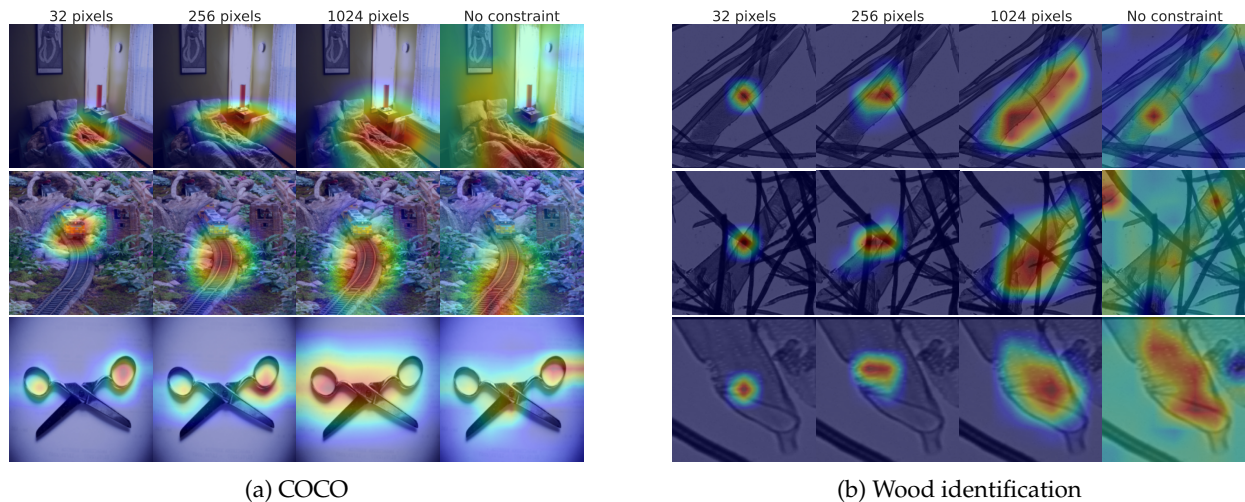 32 pixels 256 pixels 1024 pixels No constraint
32 pixels 256 pixels 1024 pixels No constraint
(a) COCO
(b) Wood identification